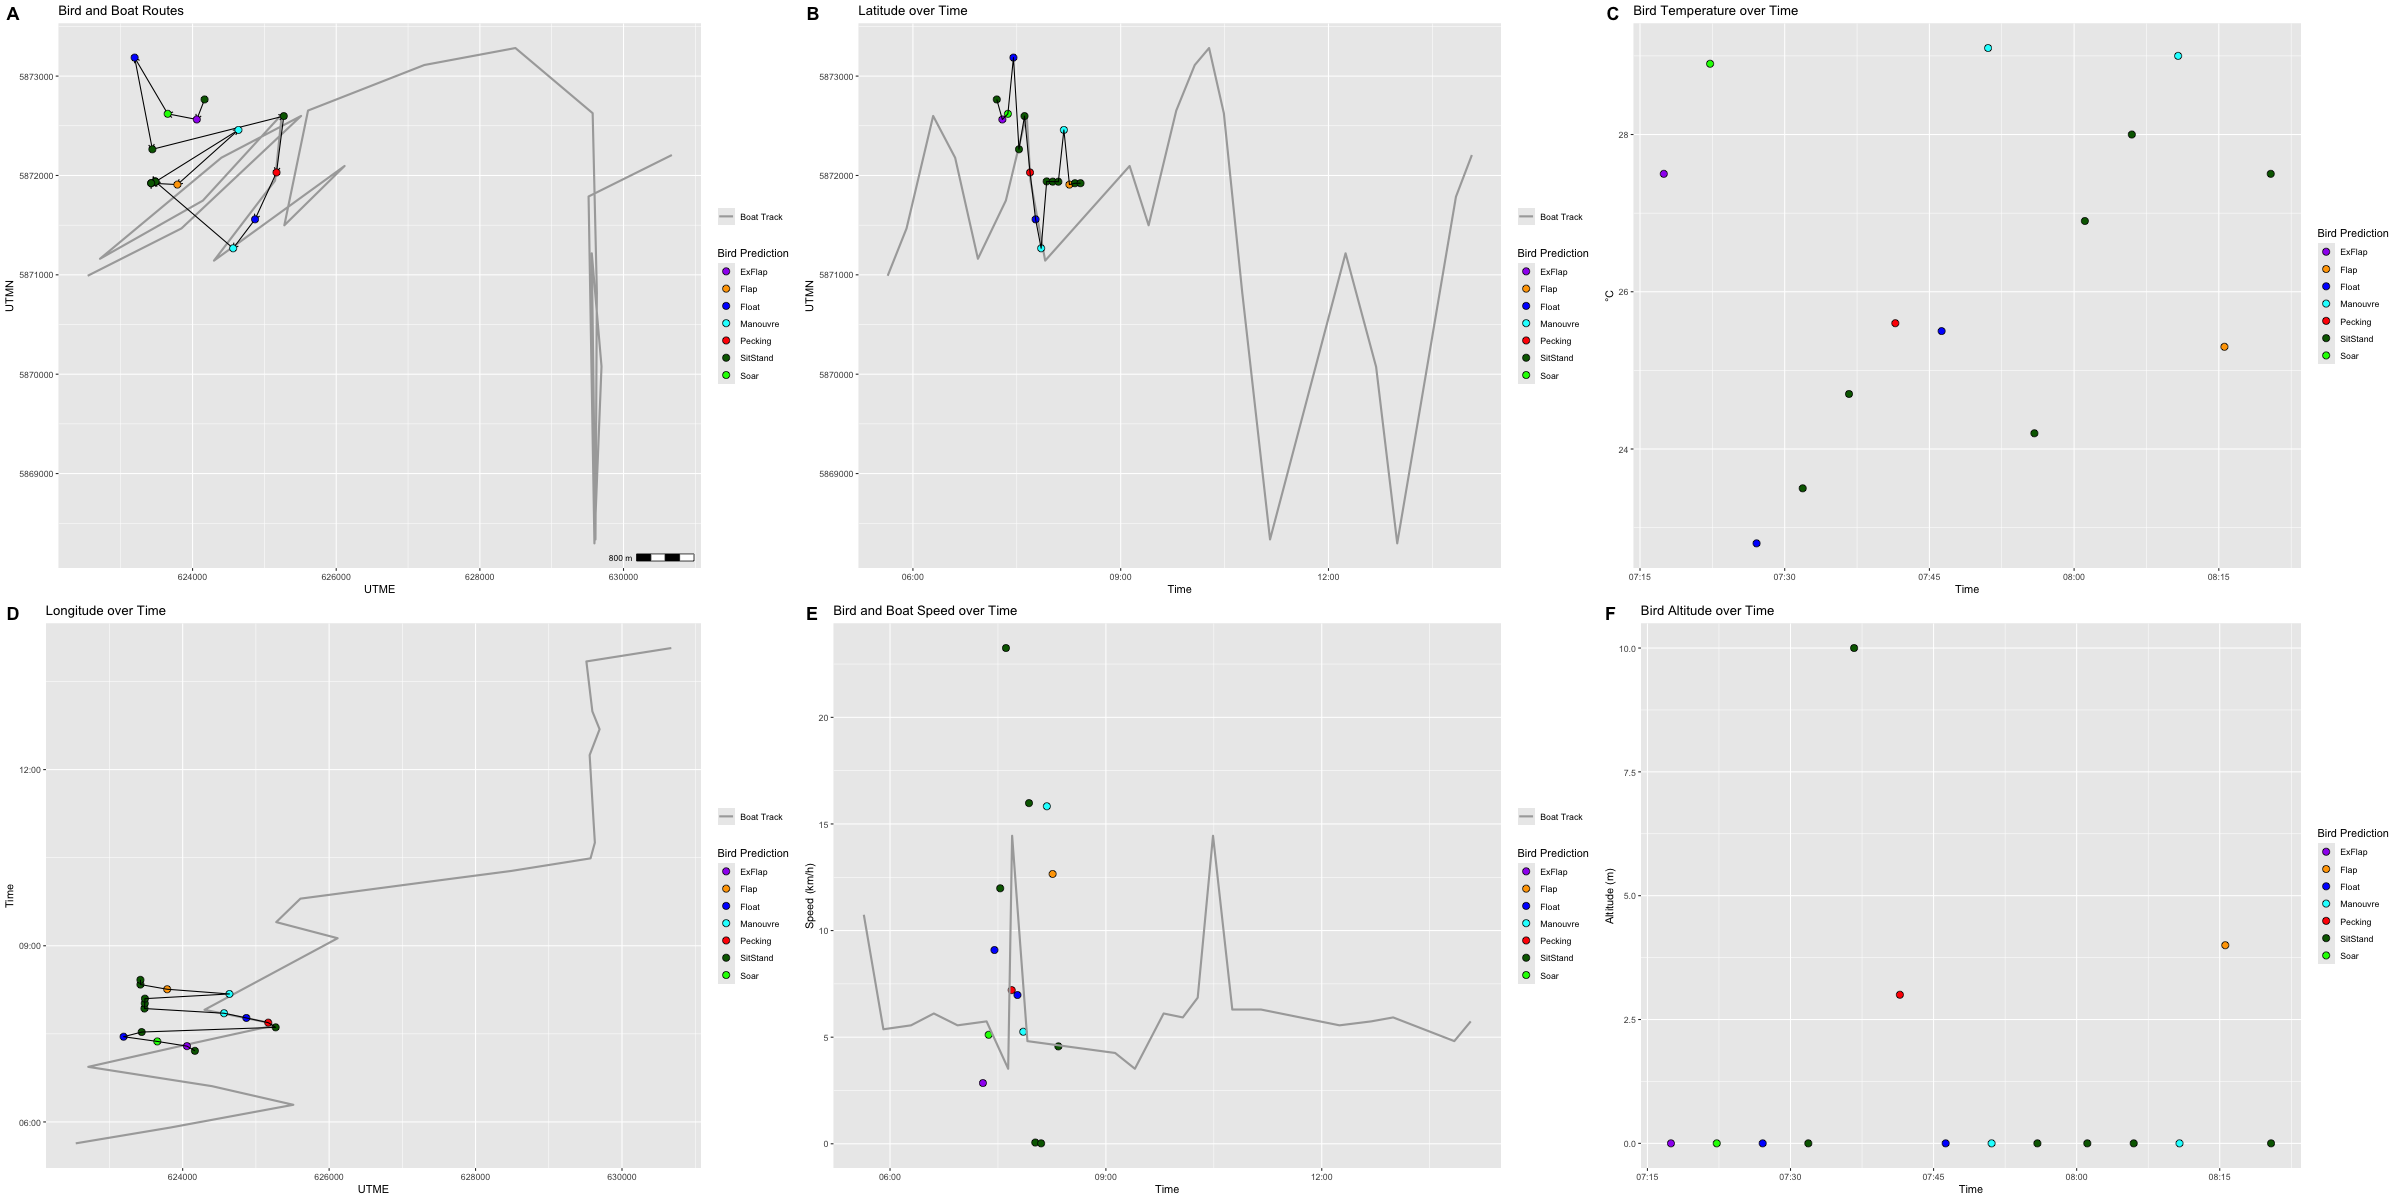 A
Bird and Boat Routes
5873000
5872000
5871000
5870000
5869000
UTMN
624000
626000
628000
630000
UTME
800 m
Boat Track
Bird Prediction
ExFlap
Flap
Float
Manouvre
Pecking
SitStand
Soar
B
Latitude over Time
5873000
5872000
5871000
5870000
5869000
UTMN
06:00
09:00
12:00
Time
Boat Track
Bird Prediction
ExFlap
Flap
Float
Manouvre
Pecking
SitStand
Soar
C
Bird Temperature over Time
28
26
24
°C
07:15
07:30
07:45
08:00
08:15
Time
Bird Prediction
ExFlap
Flap
Float
Manouvre
Pecking
SitStand
Soar
D
Longitude over Time
12:00
09:00
06:00
Time
624000
626000
628000
630000
UTME
Boat Track
Bird Prediction
ExFlap
Flap
Float
Manouvre
Pecking
SitStand
Soar
E
Bird and Boat Speed over Time
20
15
10
5
0
Speed (km/h)
06:00
09:00
12:00
Time
Boat Track
Bird Prediction
ExFlap
Flap
Float
Manouvre
Pecking
SitStand
Soar
F
Bird Altitude over Time
10.0
7.5
5.0
2.5
0.0
Altitude (m)
07:15
07:30
07:45
08:00
08:15
Time
Bird Prediction
ExFlap
Flap
Float
Manouvre
Pecking
SitStand
Soar